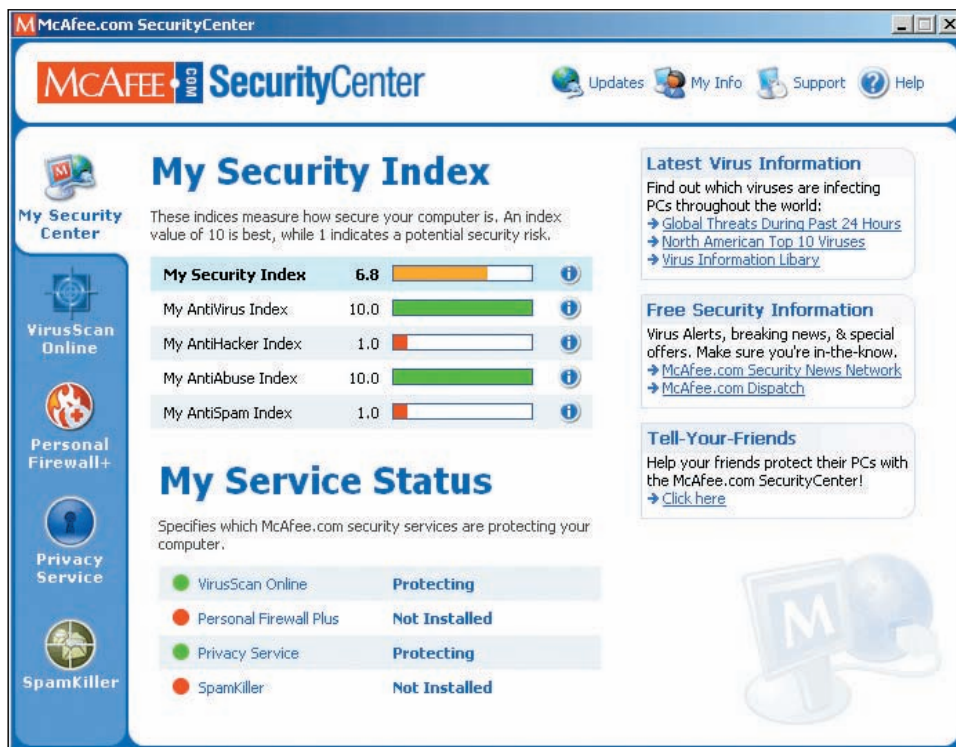 McAfee.com SecurityCenter
McAFEE.COM SecurityCenter
Updates My Info Support Help
My Security
Center
VirusScan
Online
Personal
Firewall+
Privacy
Service
SpamKiller
My Security Index
These indices measure how secure your computer is. An index
value of 10 is best, while 1 indicates a potential security risk.
My Security Index 6.8
My AntiVirus Index 10.0
My AntiHacker Index 1.0
My AntiAbuse Index 10.0
My AntiSpam Index 1.0
My Service Status
Specifies which McAfee.com security services are protecting your
computer.
VirusScan Online Protecting
Personal Firewall Plus Not Installed
Privacy Service Protecting
SpamKiller Not Installed
Latest Virus Information
Find out which viruses are infecting
PCs throughout the world:
Global Threats During Past 24 Hours
North American Top 10 Viruses
Virus Information Libary
Free Security Information
Virus Alerts, breaking news, & special
offers. Make sure you're in-the-know.
McAfee.com Security News Network
McAfee.com Dispatch
Tell-Your-Friends
Help your friends protect their PCs with
the McAfee.com SecurityCenter!
Click here